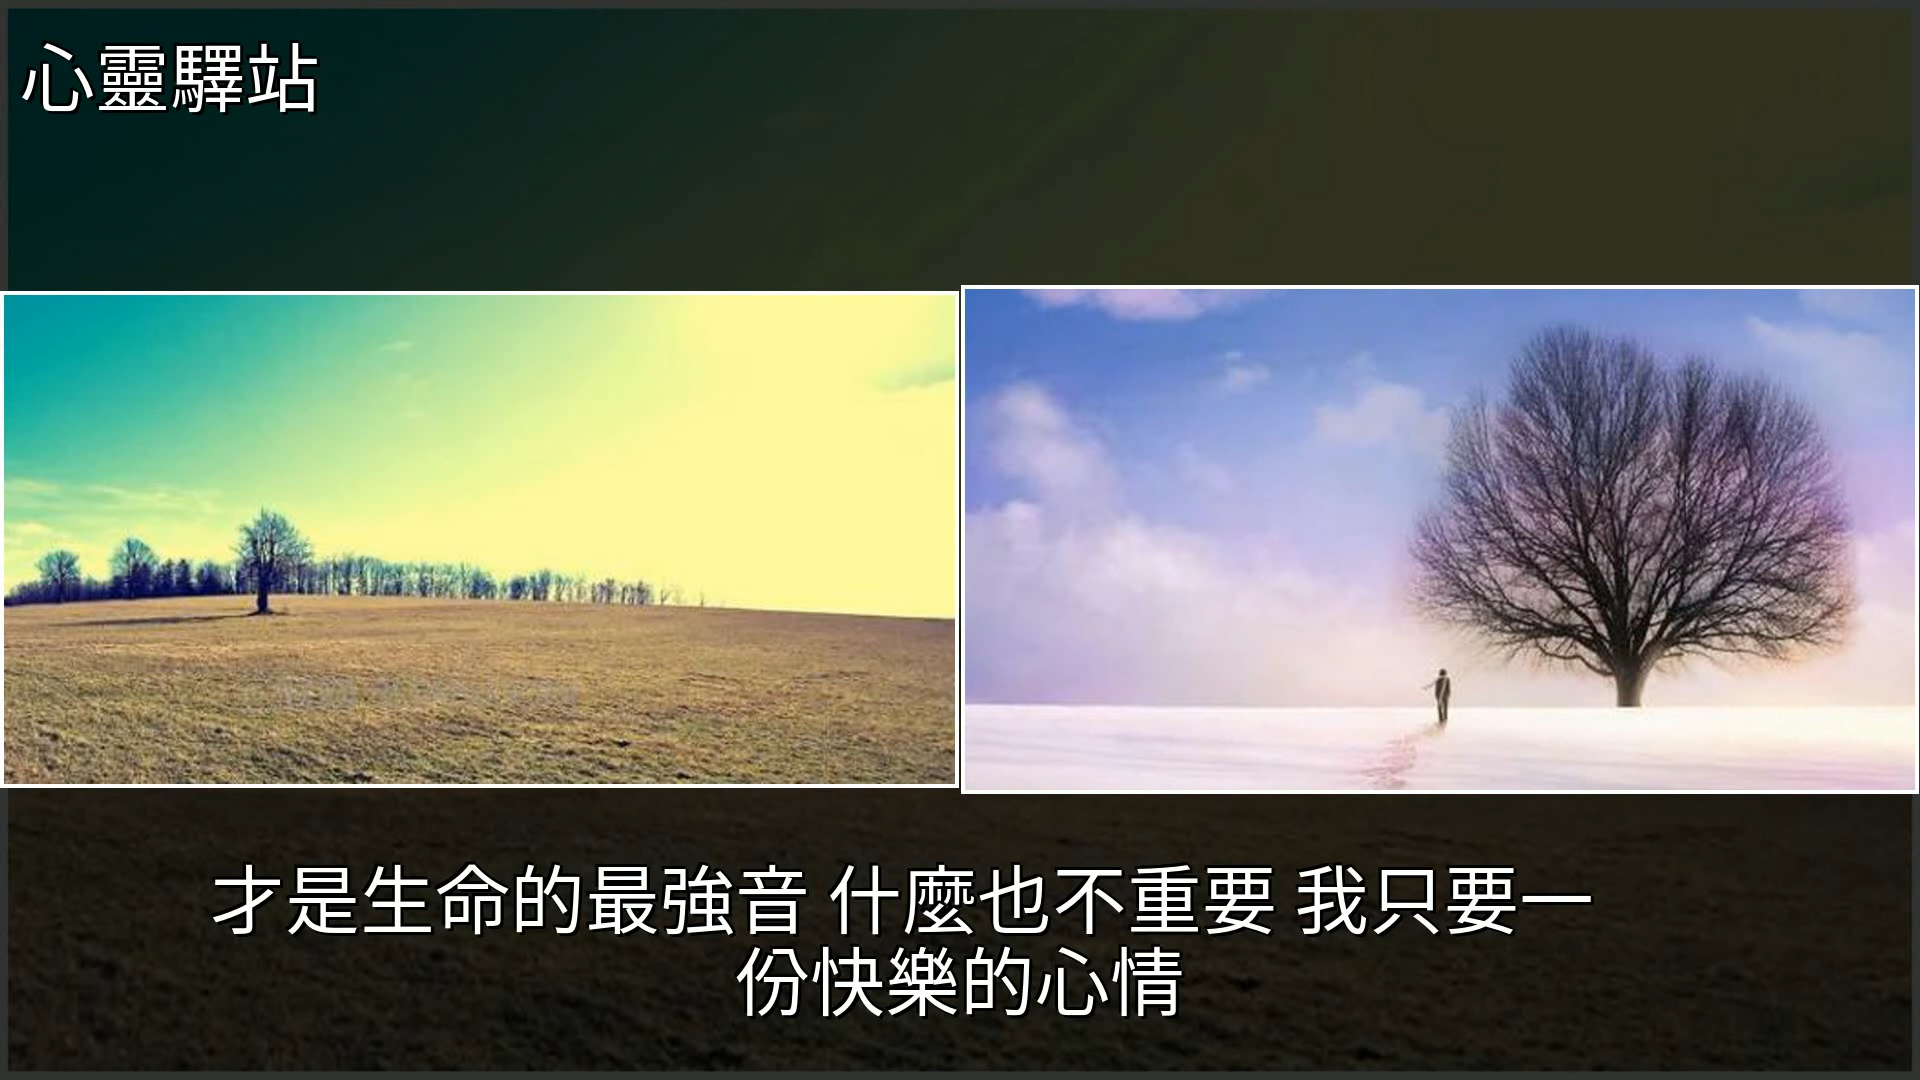 心靈驛站
才是生命的最強音 什麼也不重要 我只要一
份快樂的心情